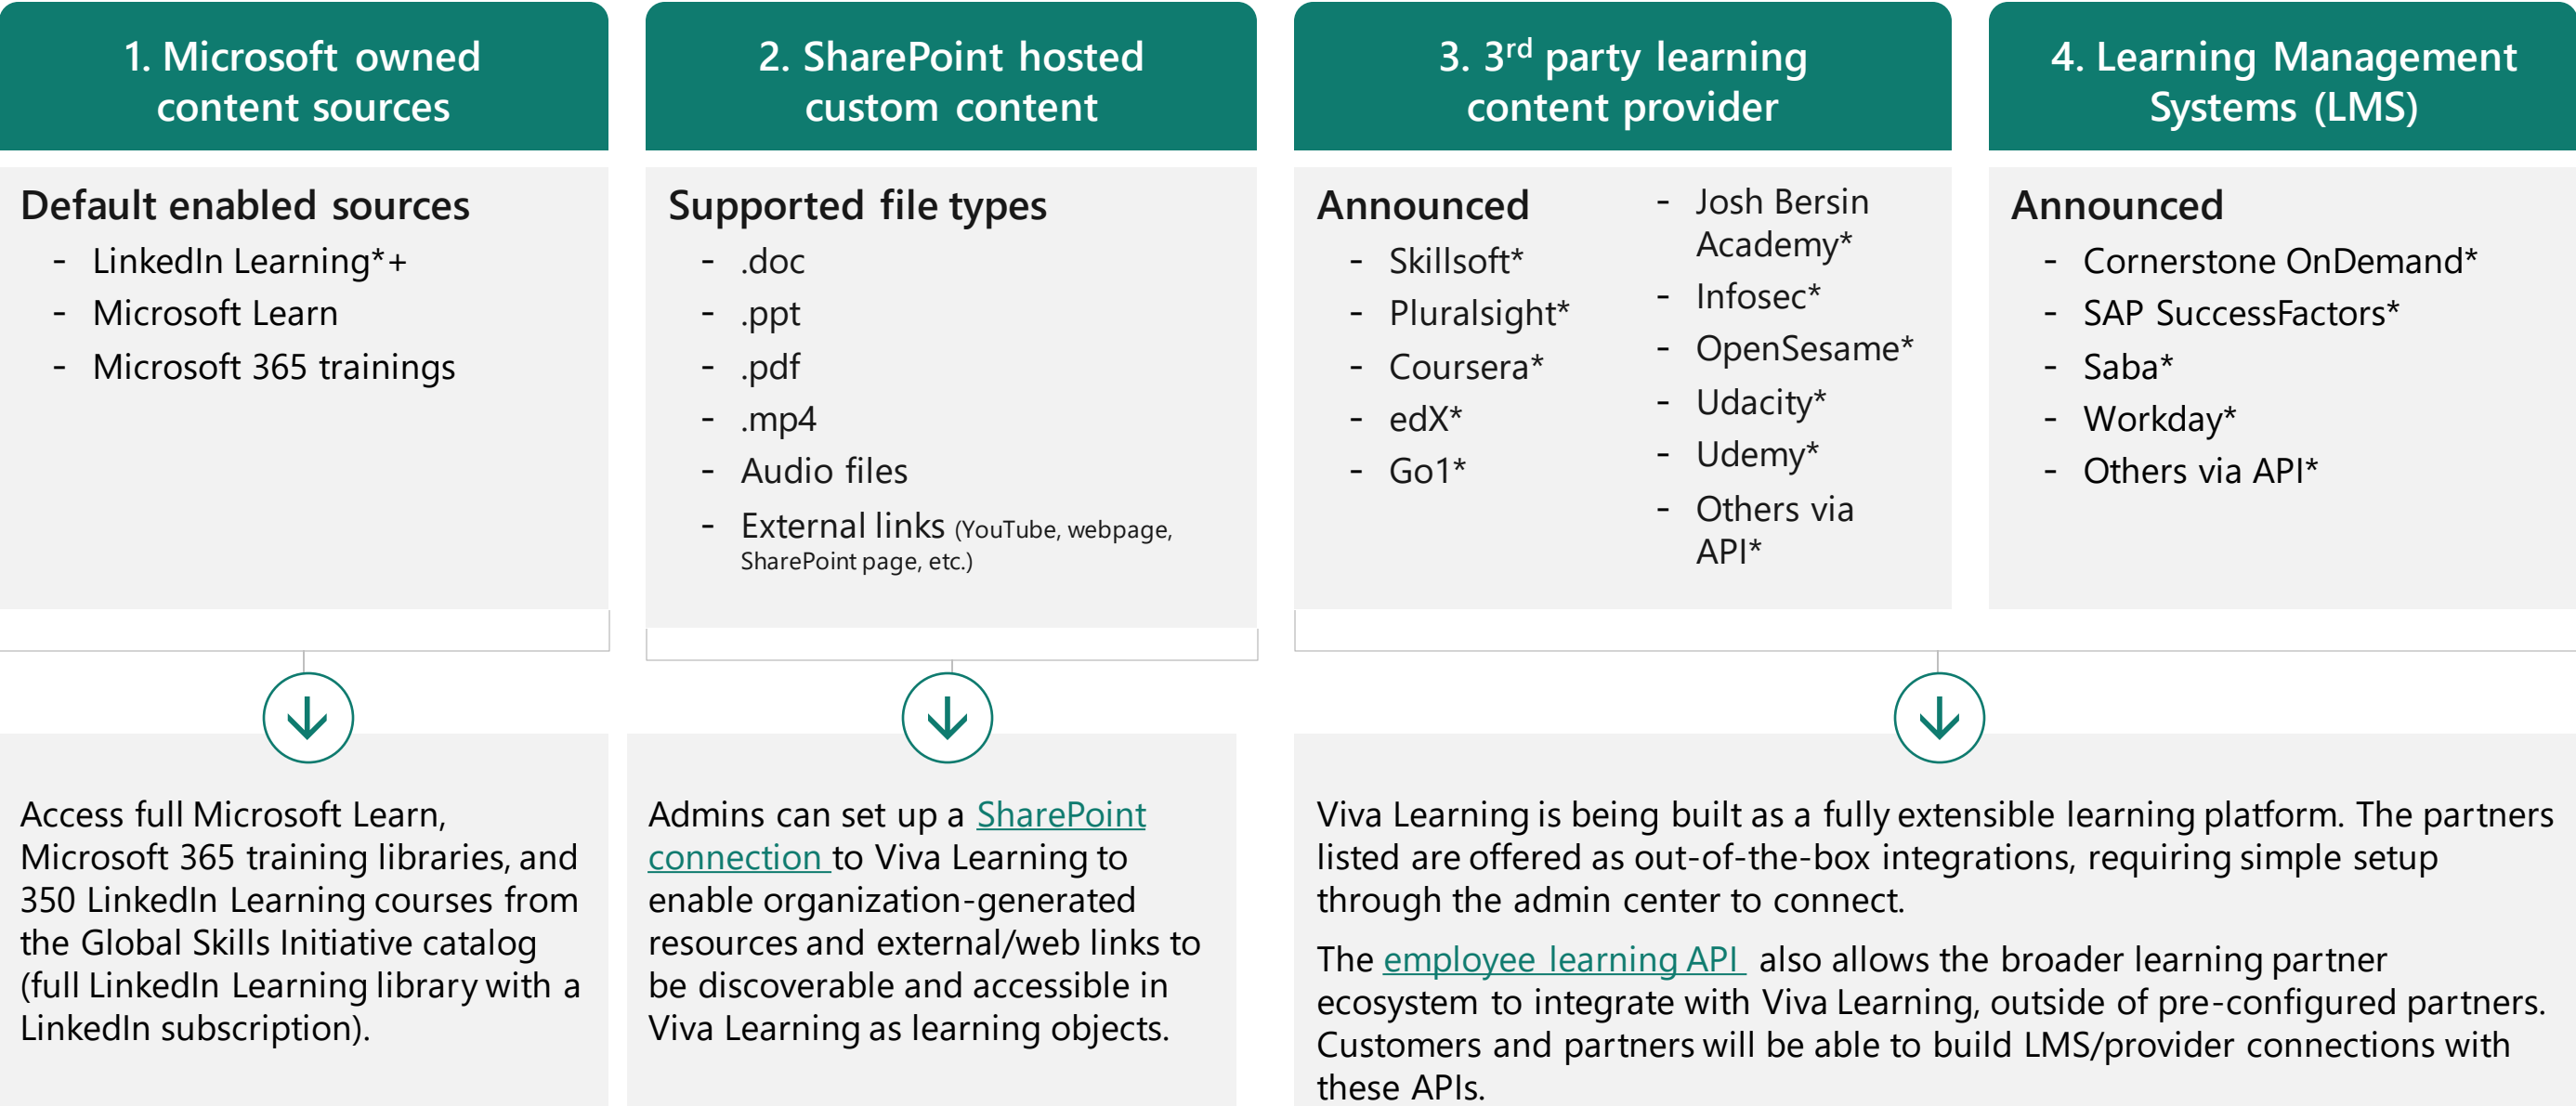 1. Microsoft owned
content sources
Default enabled sources
- LinkedIn Learning*+
- Microsoft Learn
- Microsoft 365 trainings
Access full Microsoft Learn,
Microsoft 365 training libraries, and
350 LinkedIn Learning courses from
the Global Skills Initiative catalog
(full LinkedIn Learning library with a
LinkedIn subscription).
2. SharePoint hosted
custom content
Supported file types
- .doc
- .ppt
- .pdf
- .mp4
- Audio files
- External links (YouTube, webpage,
SharePoint page, etc.)
Admins can set up a SharePoint
connection to Viva Learning to
enable organization-generated
resources and external/web links to
be discoverable and accessible in
Viva Learning as learning objects.
3. 3rd party learning
content provider
Announced
- Skillsoft*
- Pluralsight*
- Coursera*
- edX*
- Go1*
- Josh Bersin
Academy*
- Infosec*
- OpenSesame*
- Udacity*
- Udemy*
- Others via
API*
4. Learning Management
Systems (LMS)
Announced
- Cornerstone OnDemand*
- SAP SuccessFactors*
- Saba*
- Workday*
- Others via API*
Viva Learning is being built as a fully extensible learning platform. The partners
listed are offered as out-of-the-box integrations, requiring simple setup
through the admin center to connect.
The employee learning API also allows the broader learning partner
ecosystem to integrate with Viva Learning, outside of pre-configured partners.
Customers and partners will be able to build LMS/provider connections with
these APIs.